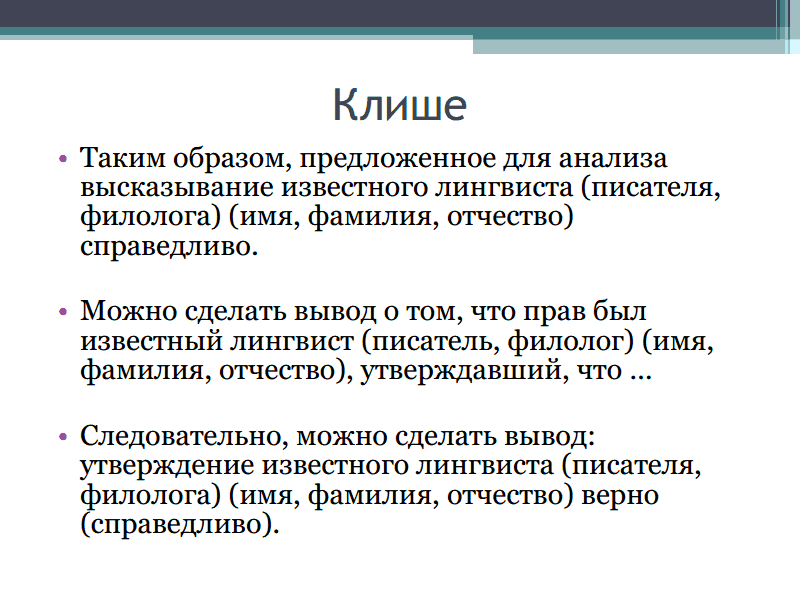 Клише
• Таким образом, предложенное для анализа
высказывание известного лингвиста (писателя,
филолога) (имя, фамилия, отчество)
справедливо.
• Можно сделать вывод о том, что прав был
известный лингвист (писатель, филолог) (имя,
фамилия, отчество), утверждавший, что ...
• Следовательно, можно сделать вывод:
утверждение известного лингвиста (писателя,
филолога) (имя, фамилия, отчество) верно
(справедливо).